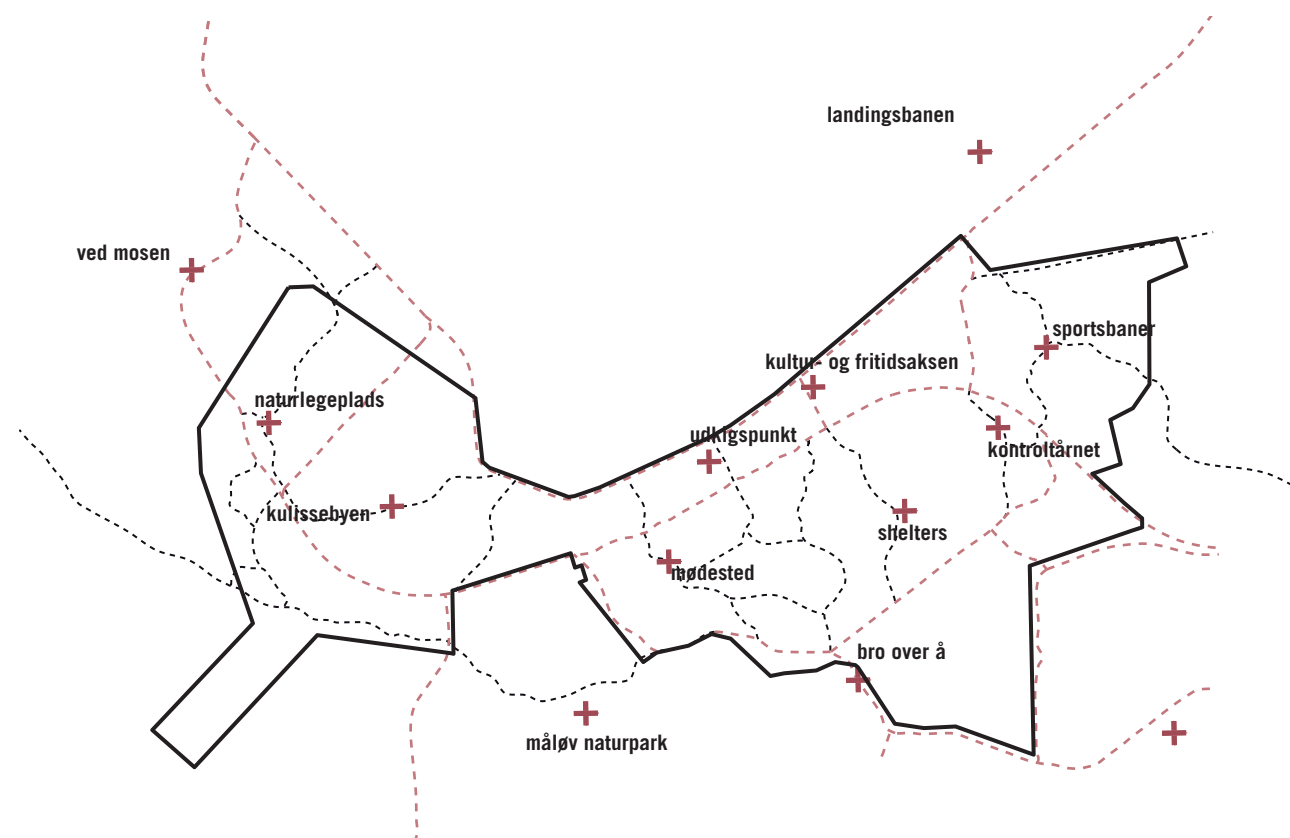 landingsbanen
ved mosen
sportsbaner
kultur- og fritidsaksen
naturlegeplads
udkigspunkt
kontroltårnet
kulissebyen
shelters
mødested
bro over å
måløv naturpark